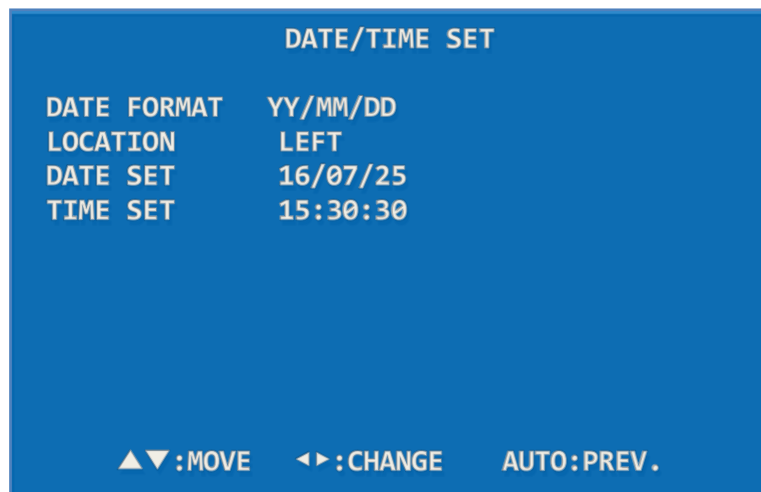 DATE/TIME SET
DATE FORMAT YY/MM/DD
LOCATION LEFT
DATE SET 16/07/25
TIME SET 15:30:30
▲▼:MOVE ◄►:CHANGE AUTO:PREV.